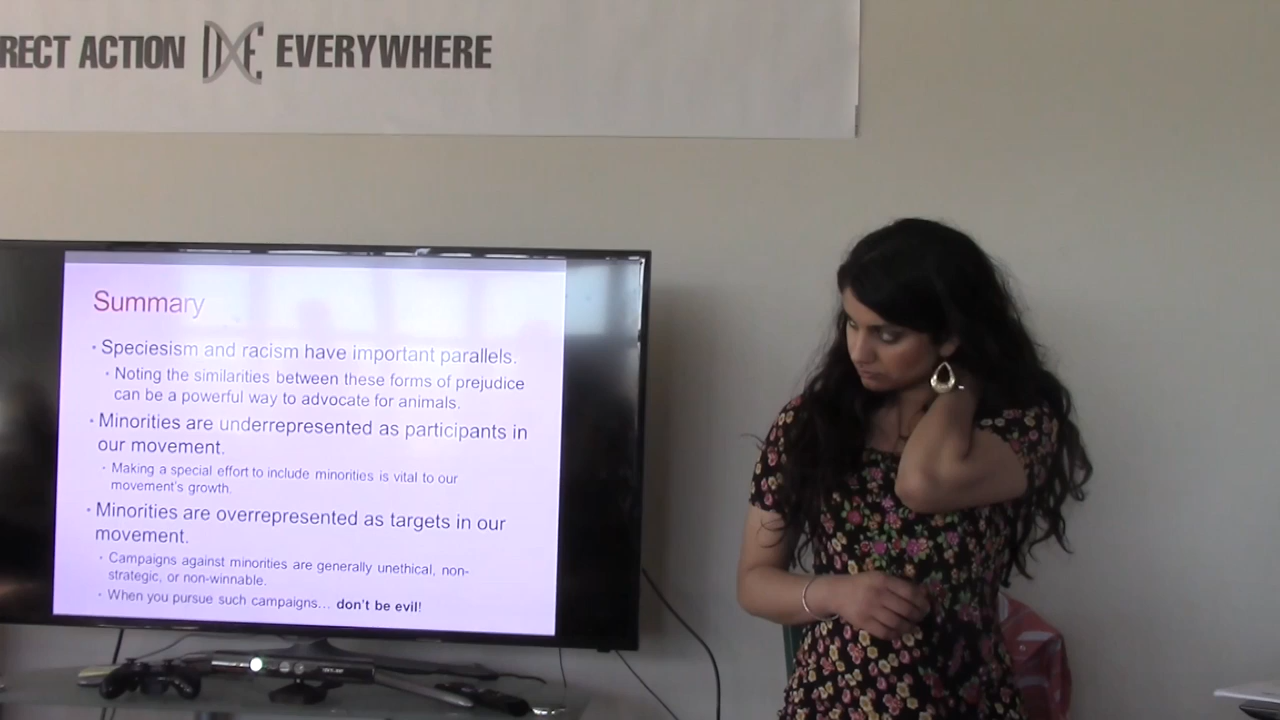 RECT ACTION DXE EVERYWHERE
Summary
• Speciesism and racism have important parallels.
• Noting the similarities between these forms of prejudice
can be a powerful way to advocate for animals.
• Minorities are underrepresented as participants in
our movement.
• Making a special effort to include minorities is vital to our
movement's growth.
• Minorities are overrepresented as targets in our
movement.
• Campaigns against minorities are generally unethical, non-
strategic, or non-winnable.
• When you pursue such campaigns… don't be evil!